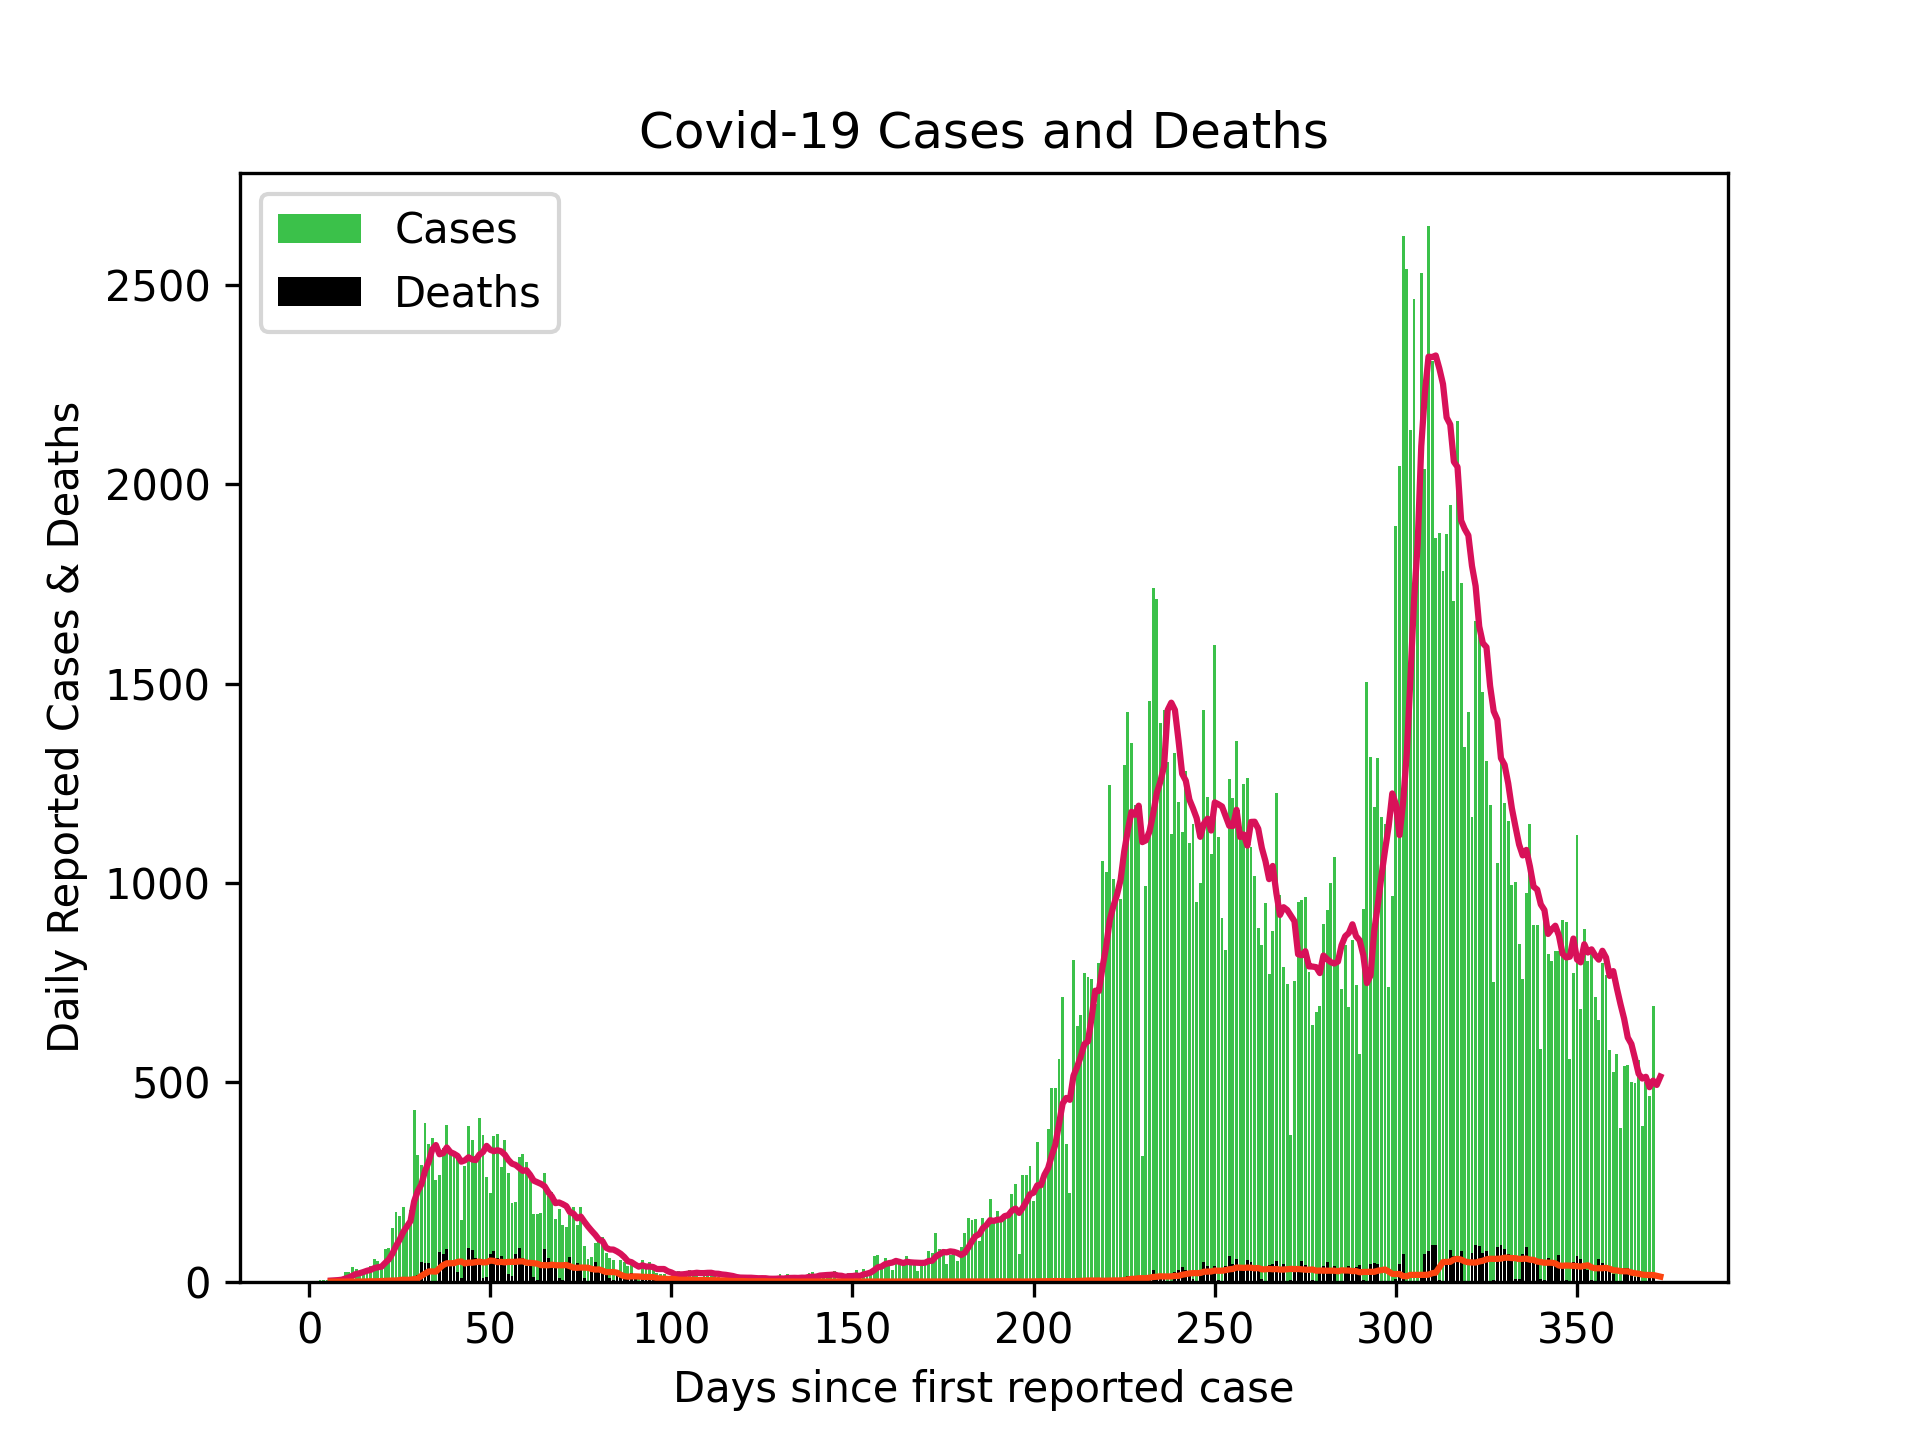 Covid-19 Cases and Deaths
Cases
Deaths
2500
2000
1500
1000
500
0
Daily Reported Cases & Deaths
0 50 100 150 200 250 300 350
Days since first reported case